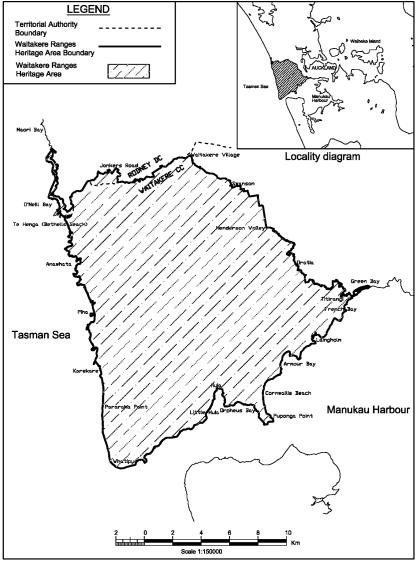 LEGEND
Territorial Authority
Boundary
Waitakere Ranges
Heritage Area Boundary
Waitakere Ranges
Heritage Area
Waiheke Island
AUCKLAND
Tasman Sea
Manukau
Harbour
Locality diagram
Maori Bay
Jonkers Road
RODNEY DC
WAITAKERE CC
Waitakere Village
Swanson
O'Neill Bay
Te Henga (Bethells Beach)
Henderson Valley
Anawhata
Oratia
Green Bay
Titirangi
French Bay
Piha
Tasman Sea
Laingholm
Armour Bay
Karekare
Huia
Cornwallis Beach
Pararaha Point
Little Huia
Orpheus Bay
Manukau Harbour
Puponga Point
Whatipu
2 0 2 4 6 8 10
Km
Scale 1:150000